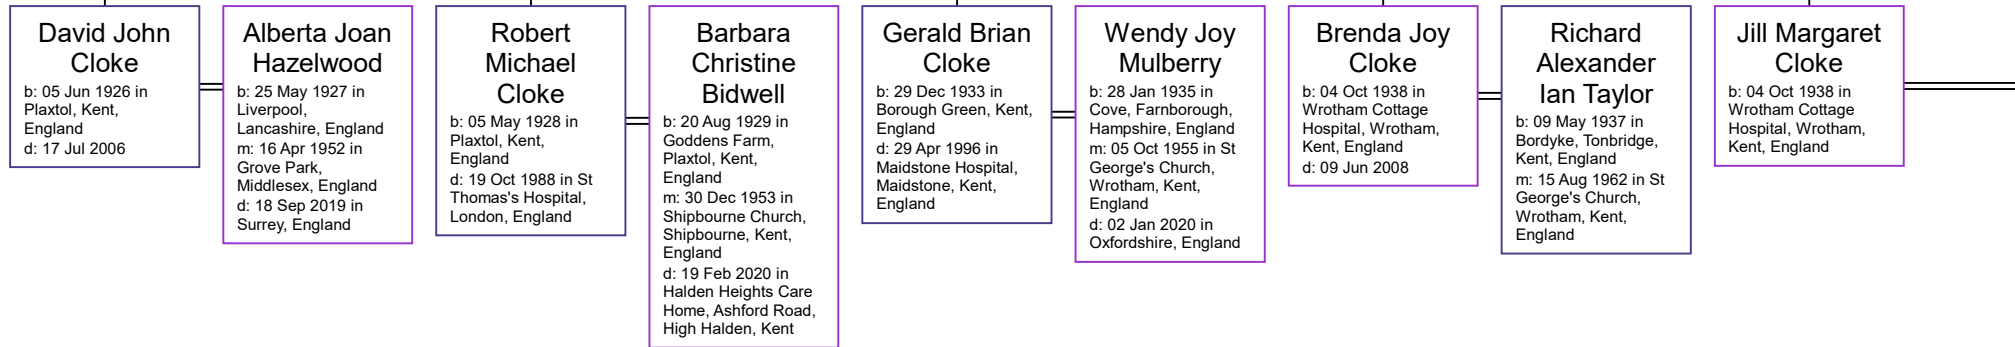 David John
Cloke
b: 05 Jun 1926 in
Plaxtol, Kent,
England
d: 17 Jul 2006
Alberta Joan
Hazelwood
b: 25 May 1927 in
Liverpool,
Lancashire, England
m: 16 Apr 1952 in
Grove Park,
Middlesex, England
d: 18 Sep 2019 in
Surrey, England
Robert
Michael
Cloke
b: 05 May 1928 in
Plaxtol, Kent,
England
d: 19 Oct 1988 in St
Thomas's Hospital,
London, England
Barbara
Christine
Bidwell
b: 20 Aug 1929 in
Goddens Farm,
Plaxtol, Kent,
England
m: 30 Dec 1953 in
Shipbourne Church,
Shipbourne, Kent,
England
d: 19 Feb 2020 in
Halden Heights Care
Home, Ashford Road,
High Halden, Kent
Gerald Brian
Cloke
b: 29 Dec 1933 in
Borough Green, Kent,
England
d: 29 Apr 1996 in
Maidstone Hospital,
Maidstone, Kent,
England
Wendy Joy
Mulberry
b: 28 Jan 1935 in
Cove, Farnborough,
Hampshire, England
m: 05 Oct 1955 in St
George's Church,
Wrotham, Kent,
England
d: 02 Jan 2020 in
Oxfordshire, England
Brenda Joy
Cloke
b: 04 Oct 1938 in
Wrotham Cottage
Hospital, Wrotham,
Kent, England
d: 09 Jun 2008
Richard
Alexander
Ian Taylor
b: 09 May 1937 in
Bordyke, Tonbridge,
Kent, England
m: 15 Aug 1962 in St
George's Church,
Wrotham, Kent,
England
Jill Margaret
Cloke
b: 04 Oct 1938 in
Wrotham Cottage
Hospital, Wrotham,
Kent, England